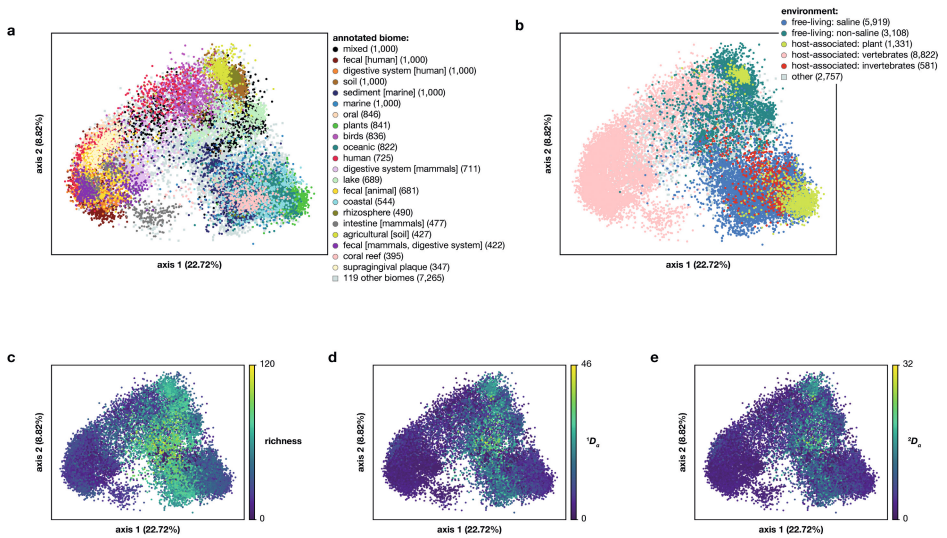 a
axis 2 (8.82%)
axis 1 (22.72%)
annotated biome:
mixed (1,000)
fecal [human] (1,000)
digestive system [human] (1,000)
soil (1,000)
sediment [marine] (1,000)
marine (1,000)
oral (846)
plants (841)
birds (836)
oceanic (822)
human (725)
digestive system [mammals] (711)
lake (689)
fecal [animal] (681)
coastal (544)
rhizosphere (490)
intestine [mammals] (477)
agricultural [soil] (427)
fecal [mammals, digestive system] (422)
coral reef (395)
supragingival plaque (347)
119 other biomes (7,265)
b
axis 2 (8.82%)
axis 1 (22.72%)
environment:
free-living: saline (5,919)
free-living: non-saline (3,108)
host-associated: plant (1,331)
host-associated: vertebrates (8,822)
host-associated: invertebrates (581)
other (2,757)
c
axis 2 (8.82%)
axis 1 (22.72%)
120
richness
0
d
axis 2 (8.82%)
axis 1 (22.72%)
46
¹Dα
0
e
axis 2 (8.82%)
axis 1 (22.72%)
32
²Dα
0